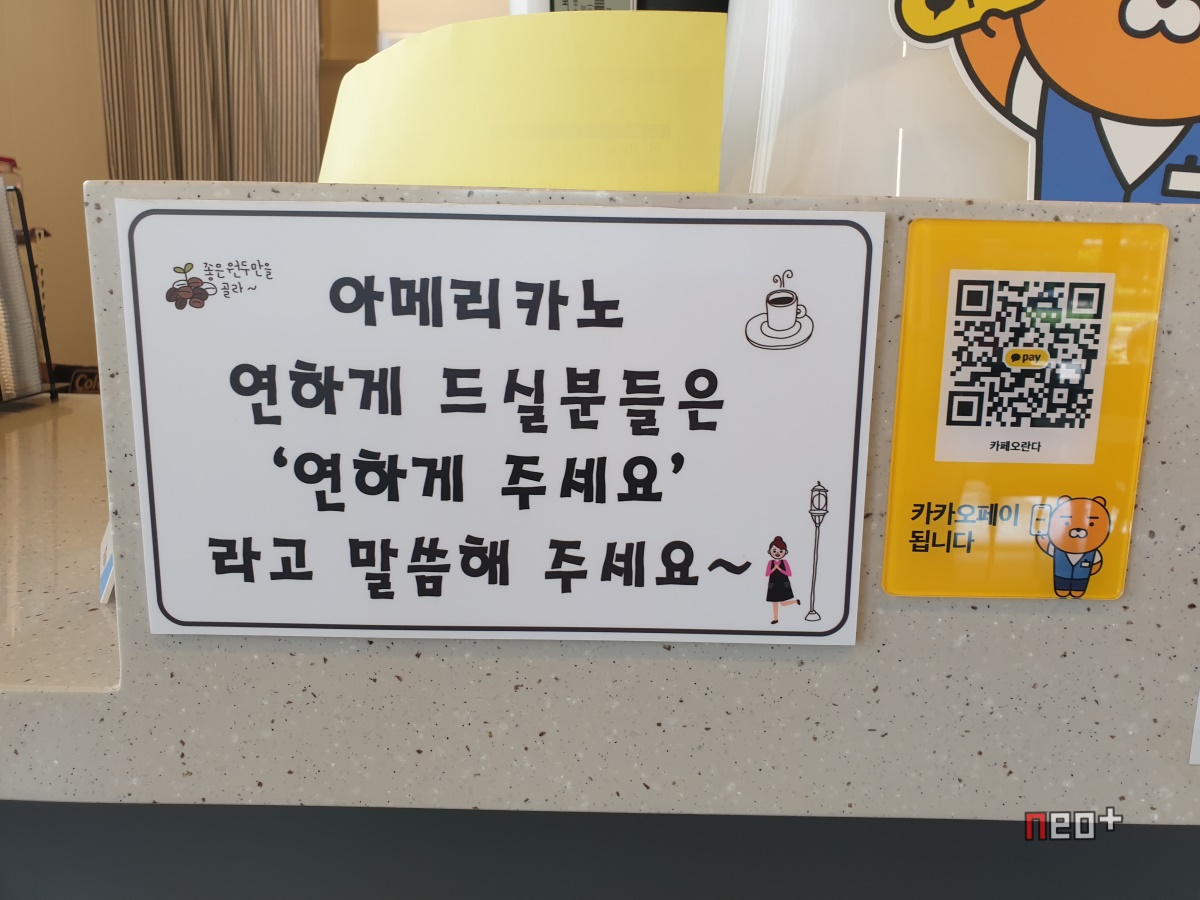 좋은원두만을
골라~
아메리카노
연하게 드실분들은
‘연하게 주세요’
라고 말씀해 주세요~
pay
카페오란다
카카오페이
됩니다
neo+